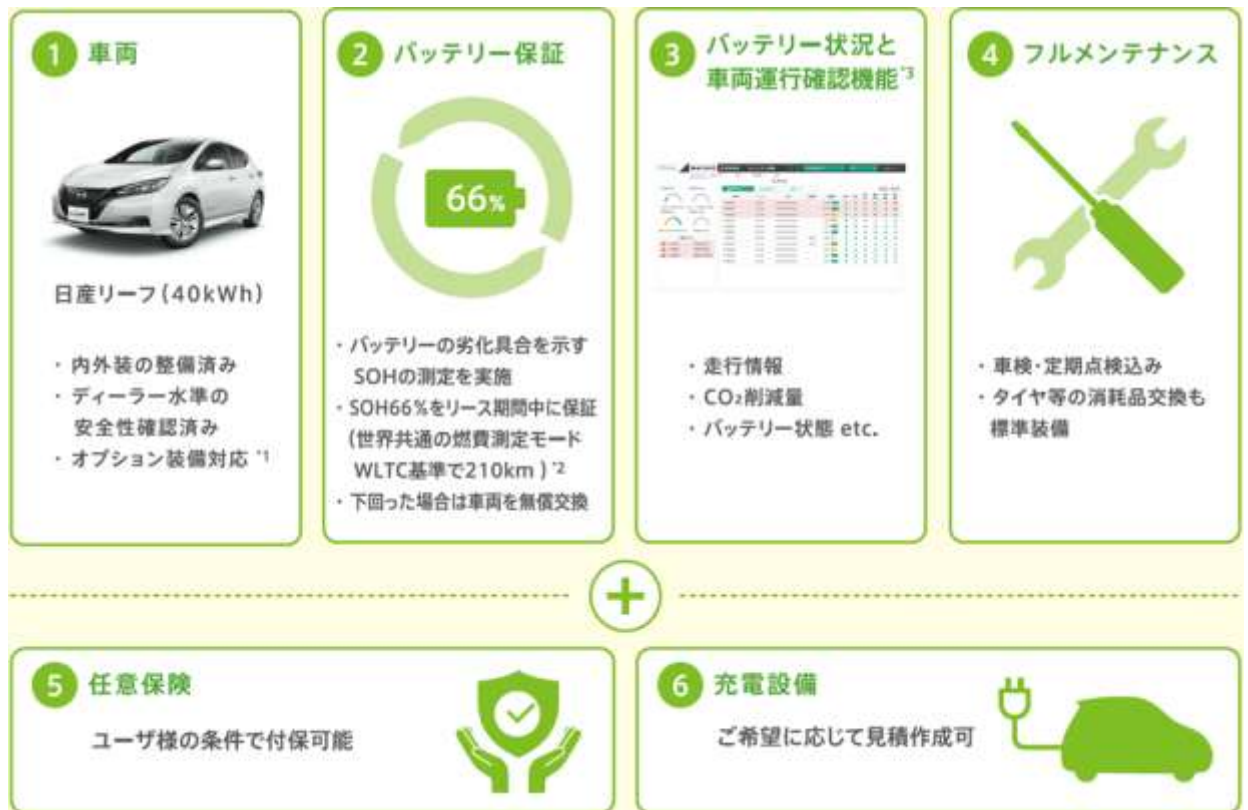 1 車両
日産リーフ(40kWh)
・内外装の整備済み
・ディーラー水準の
安全性確認済み
・オプション装備対応 *1
2 バッテリー保証
66%
・バッテリーの劣化具合を示す
SOHの測定を実施
・SOH66%をリース期間中に保証
(世界共通の燃費測定モード
WLTC基準で210km ) *2
・下回った場合は車両を無償交換
3 バッテリー状況と
車両運行確認機能*3
・走行情報
・CO₂削減量
・バッテリー状態 etc.
4 フルメンテナンス
・車検・定期点検込み
・タイヤ等の消耗品交換も
標準装備
+
5 任意保険
ユーザ様の条件で付保可能
6 充電設備
ご希望に応じて見積作成可